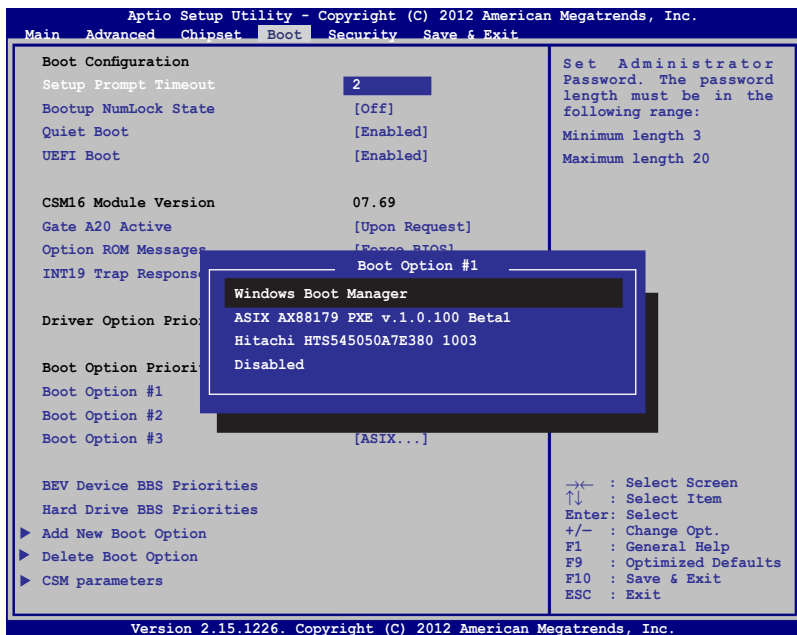 Aptio Setup Utility - Copyright (C) 2012 American Megatrends, Inc.
Main Advanced Chipset Boot Security Save & Exit
Boot Configuration
Setup Prompt Timeout 2
Bootup NumLock State [Off]
Quiet Boot [Enabled]
UEFI Boot [Enabled]
CSM16 Module Version 07.69
Gate A20 Active [Upon Request]
Option ROM Messages [Force BIOS]
INT19 Trap Response
Driver Option Prio
Boot Option Priori
Boot Option #1
Boot Option #2
Boot Option #3 [ASIX...]
BEV Device BBS Priorities
Hard Drive BBS Priorities
Add New Boot Option
Delete Boot Option
CSM parameters
Boot Option #1
Windows Boot Manager
ASIX AX88179 PXE v.1.0.100 Beta1
Hitachi HTS545050A7E380 1003
Disabled
Set Administrator
Password. The password
length must be in the
following range:
Minimum length 3
Maximum length 20
→← : Select Screen
↑↓ : Select Item
Enter: Select
+/− : Change Opt.
F1 : General Help
F9 : Optimized Defaults
F10 : Save & Exit
ESC : Exit
Version 2.15.1226. Copyright (C) 2012 American Megatrends, Inc.